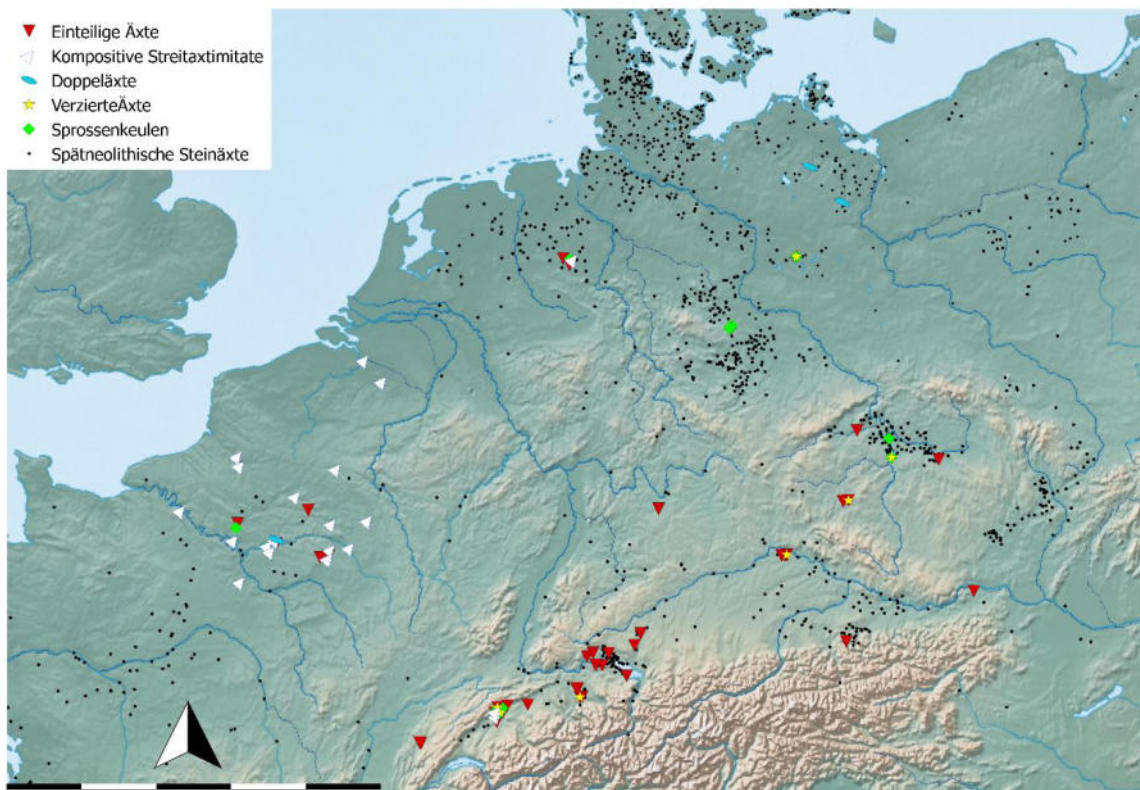 Einteilige Äxte
Kompositive Streitaxtimitate
Doppeläxte
VerzierteÄxte
Sprossenkeulen
Spätneolithische Steinäxte